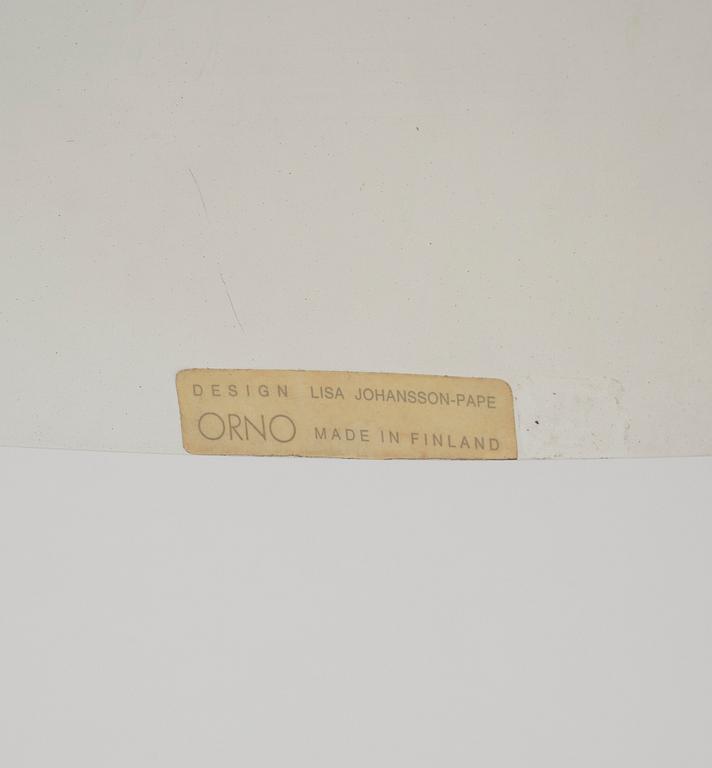 DESIGN LISA JOHANSSON-PAPE
ORNO MADE IN FINLAND